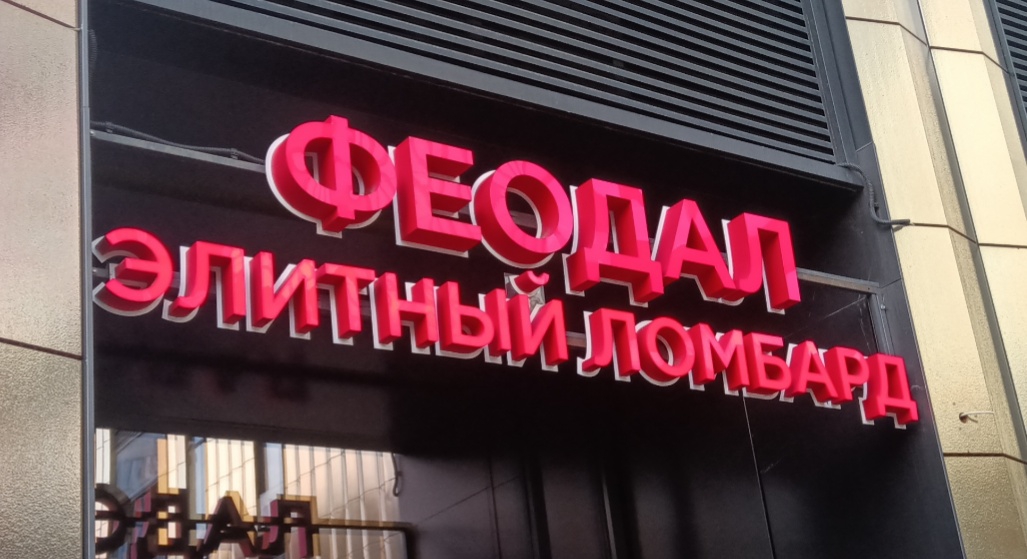 ФЕОДАЛ
ЭЛИТНЫЙ ЛОМБАРД